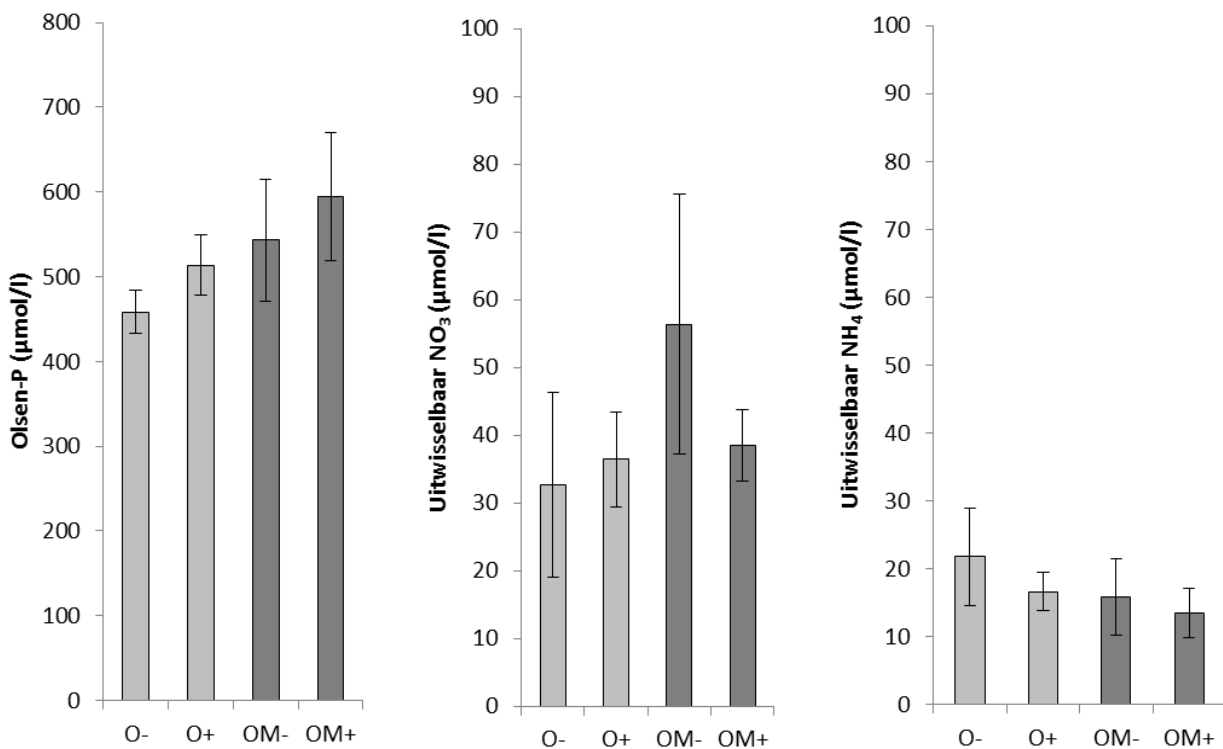 Olsen-P (µmol/l)
800
700
600
500
400
300
200
100
0
O-
O+
OM-
OM+
Uitwisselbaar NO₃ (µmol/l)
100
90
80
70
60
50
40
30
20
10
0
O-
O+
OM-
OM+
Uitwisselbaar NH₄ (µmol/l)
100
90
80
70
60
50
40
30
20
10
0
O-
O+
OM-
OM+